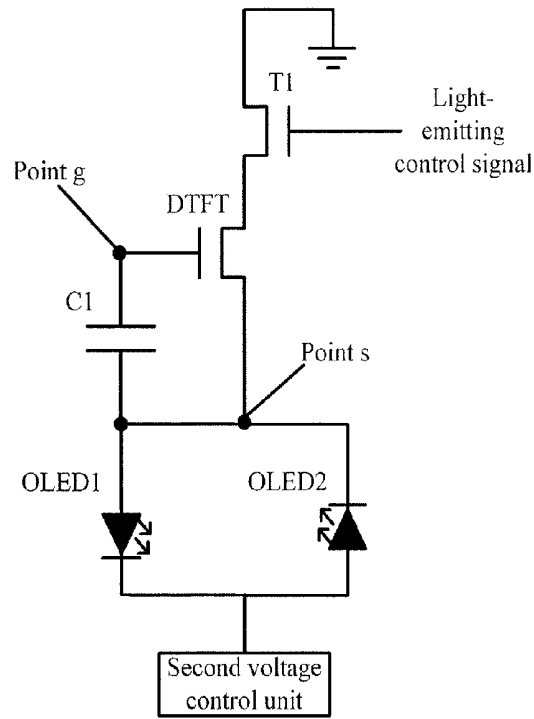 T1
Light-
emitting
control signal
Point g
DTFT
C1
Point s
OLED1
OLED2
Second voltage
control unit